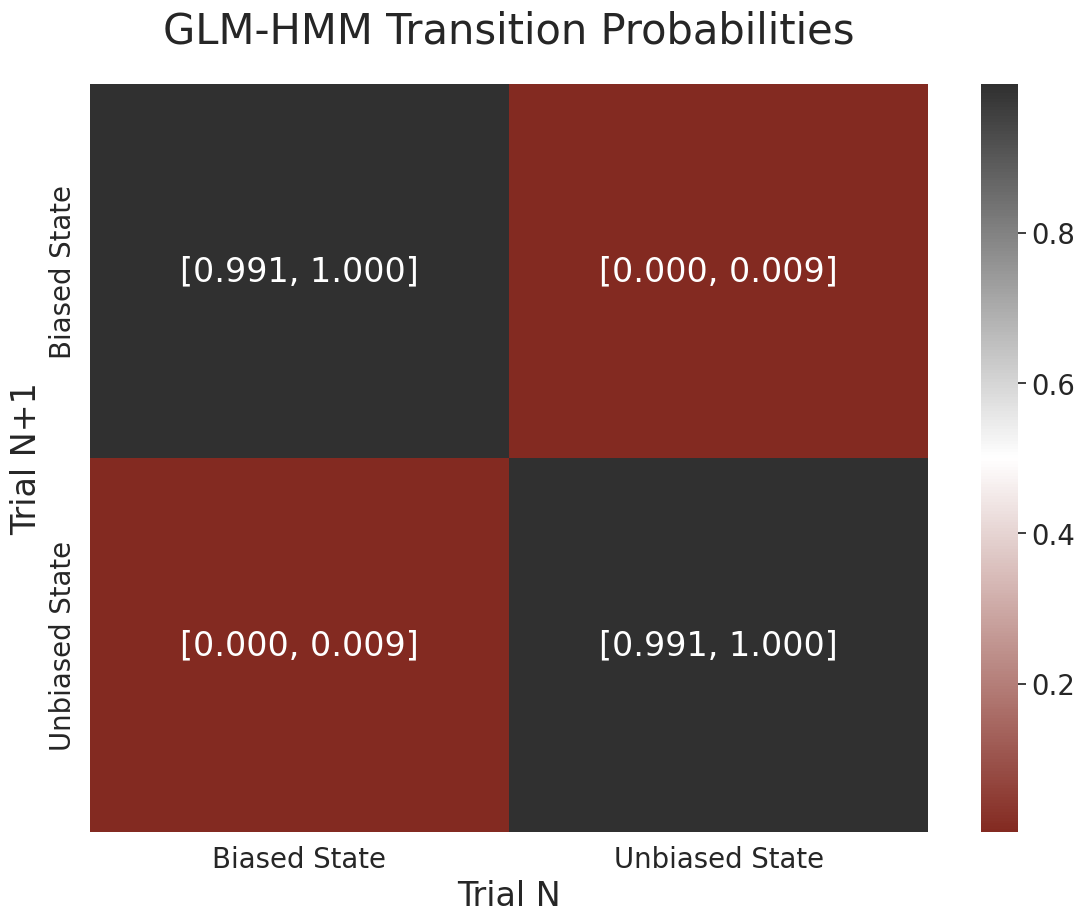 GLM-HMM Transition Probabilities
Trial N+1
Biased State
[0.991, 1.000]
[0.000, 0.009]
Unbiased State
[0.000, 0.009]
[0.991, 1.000]
Biased State
Unbiased State
Trial N
0.8
0.6
0.4
0.2